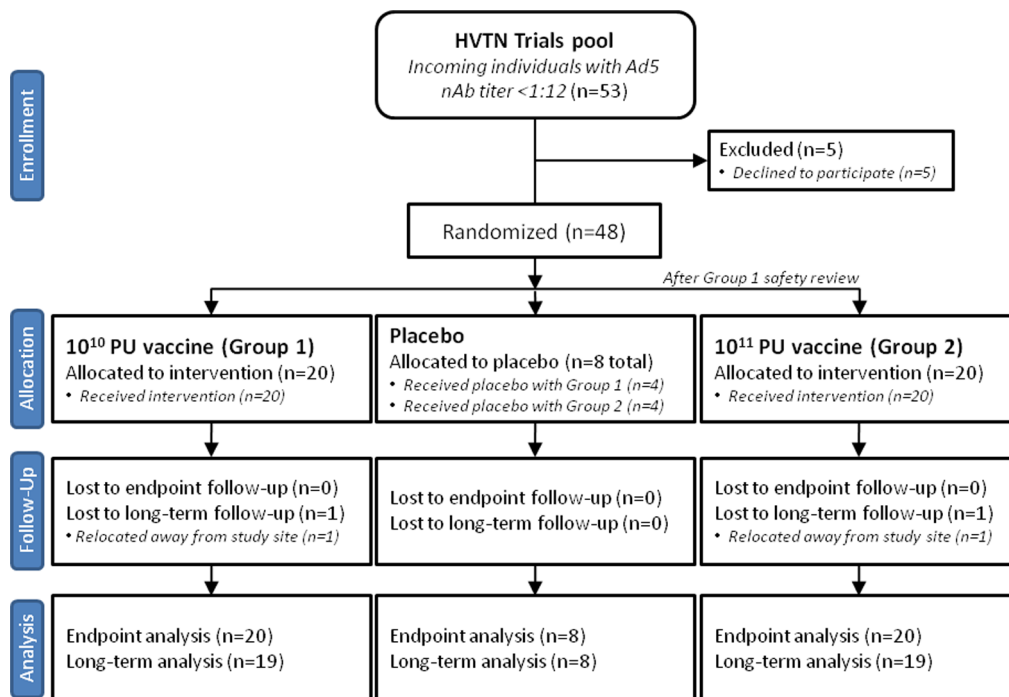 HVTN Trials pool
Incoming individuals with Ad5
nAb titer <1:12 (n=53)
Enrollment
Excluded (n=5)
• Declined to participate (n=5)
Randomized (n=48)
After Group 1 safety review
Allocation
10¹⁰ PU vaccine (Group 1)
Allocated to intervention (n=20)
• Received intervention (n=20)
Placebo
Allocated to placebo (n=8 total)
• Received placebo with Group 1 (n=4)
• Received placebo with Group 2 (n=4)
10¹¹ PU vaccine (Group 2)
Allocated to intervention (n=20)
• Received intervention (n=20)
Follow-Up
Lost to endpoint follow-up (n=0)
Lost to long-term follow-up (n=1)
• Relocated away from study site (n=1)
Lost to endpoint follow-up (n=0)
Lost to long-term follow-up (n=0)
Lost to endpoint follow-up (n=0)
Lost to long-term follow-up (n=1)
• Relocated away from study site (n=1)
Analysis
Endpoint analysis (n=20)
Long-term analysis (n=19)
Endpoint analysis (n=8)
Long-term analysis (n=8)
Endpoint analysis (n=20)
Long-term analysis (n=19)